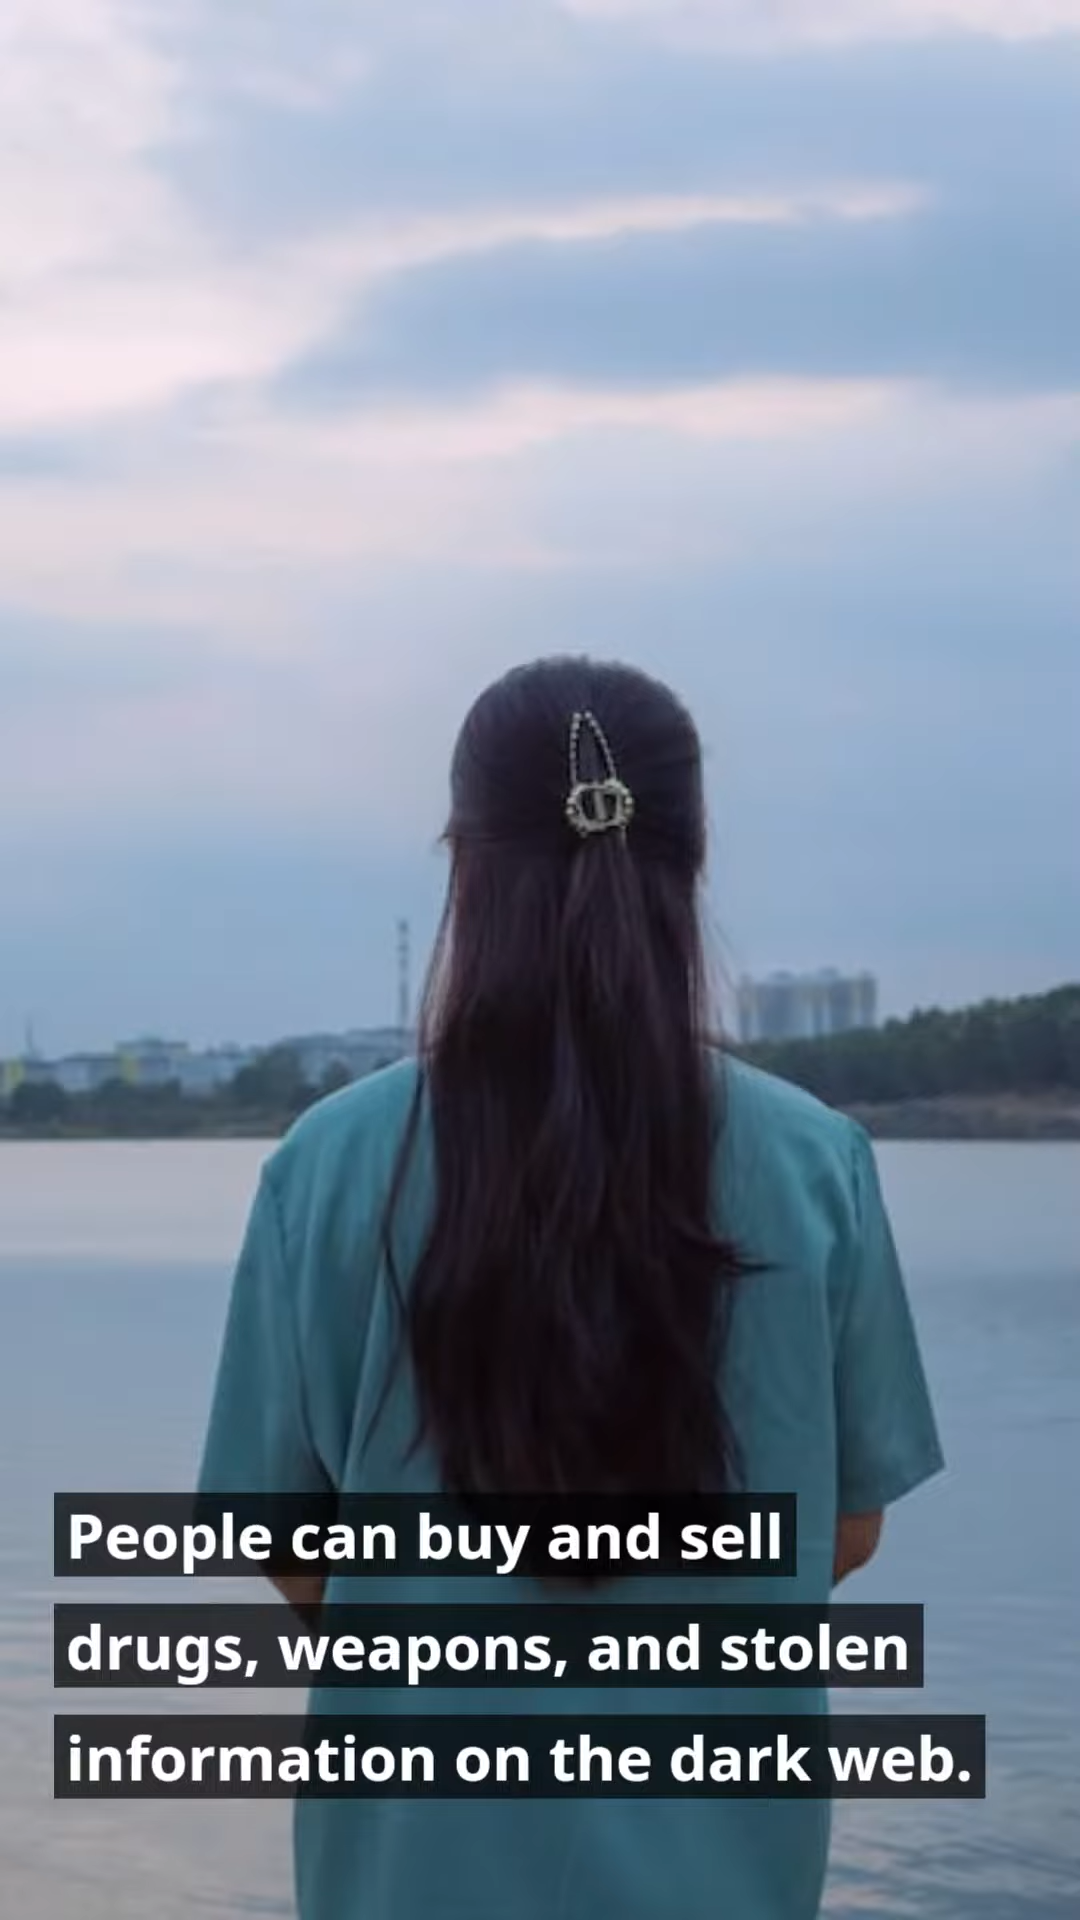 People can buy and sell
drugs, weapons, and stolen
information on the dark web.